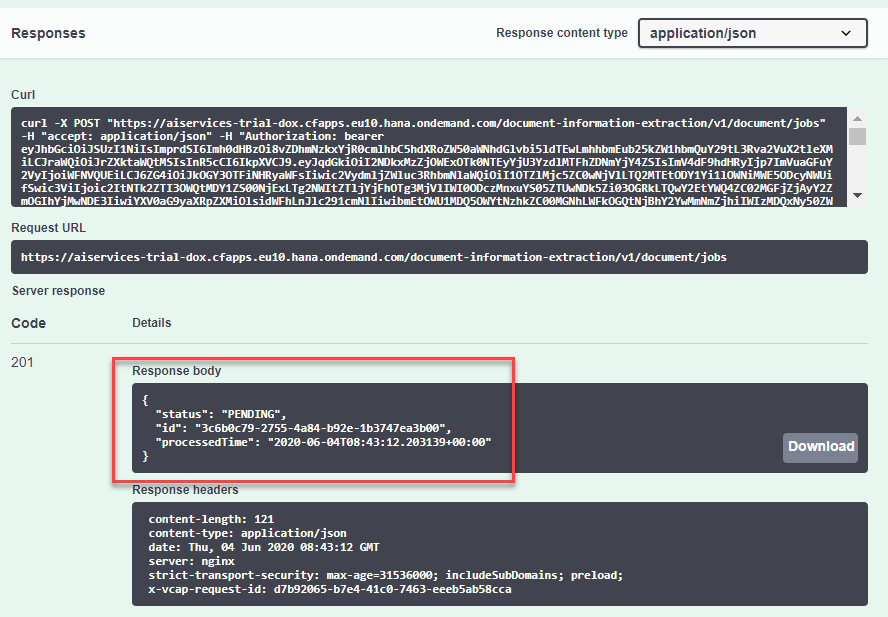 Responses
Response content type
application/json
Curl
curl -X POST "https://aiservices-trial-dox.cfapps.eu10.hana.ondemand.com/document-information-extraction/v1/document/jobs"
-H "accept: application/json" -H "Authorization: bearer
Request URL
https://aiservices-trial-dox.cfapps.eu10.hana.ondemand.com/document-information-extraction/v1/document/jobs
Server response
Code Details
201
Response body
{
"status": "PENDING",
"id": "3c6b0c79-2755-4a84-b92e-1b3747ea3b00",
"processedTime": "2020-06-04T08:43:12.203139+00:00"
}
Download
Response headers
content-length: 121
content-type: application/json
date: Thu, 04 Jun 2020 08:43:12 GMT
server: nginx
strict-transport-security: max-age=31536000; includeSubDomains; preload;
x-vcap-request-id: d7b92065-b7e4-41c0-7463-eeeb5ab58cca